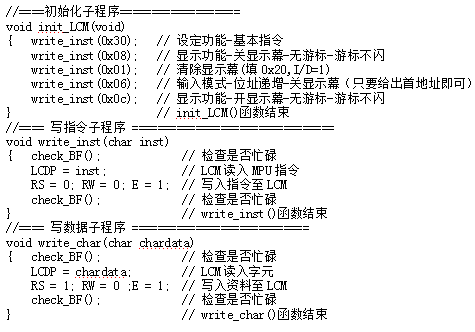 //====初始化子程序=================
void init_LCM(void)
{ write_inst(0x30); // 设定功能-基本指令
write_inst(0x08); // 显示功能-关显示幕-无游标-游标不闪
write_inst(0x01); // 清除显示幕(填0x20,I/D=1)
write_inst(0x06); // 输入模式-位址递增-关显示幕（只要给出首地址即可）
write_inst(0x0c); // 显示功能-开显示幕-无游标-游标不闪
} // init_LCM()函数结束
//=== 写指令子程序 ============================
void write_inst(char inst)
{ check_BF(); // 检查是否忙碌
LCDP = inst; // LCM读入MPU指令
RS = 0; RW = 0; E = 1; // 写入指令至LCM
check_BF(); // 检查是否忙碌
} // write_inst()函数结束
//=== 写数据子程序 =========================
void write_char(char chardata)
{ check_BF(); // 检查是否忙碌
LCDP = chardata; // LCM读入字元
RS = 1; RW = 0 ;E = 1; // 写入资料至LCM
check_BF(); // 检查是否忙碌
} // write_char()函数结束